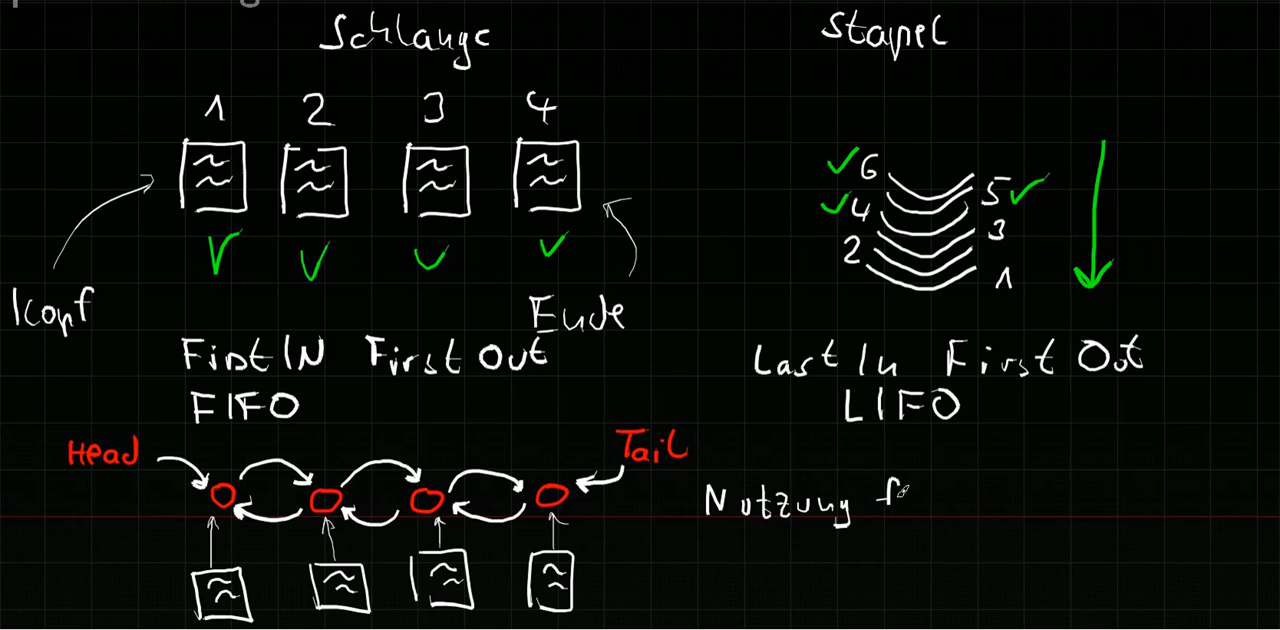 Schlange
Stapel
1 2 3 4
6
5
4
3
2
1
Kopf
Ende
First IN First Out
FIFO
Last In First Out
LIFO
Head
Tail
Nutzung